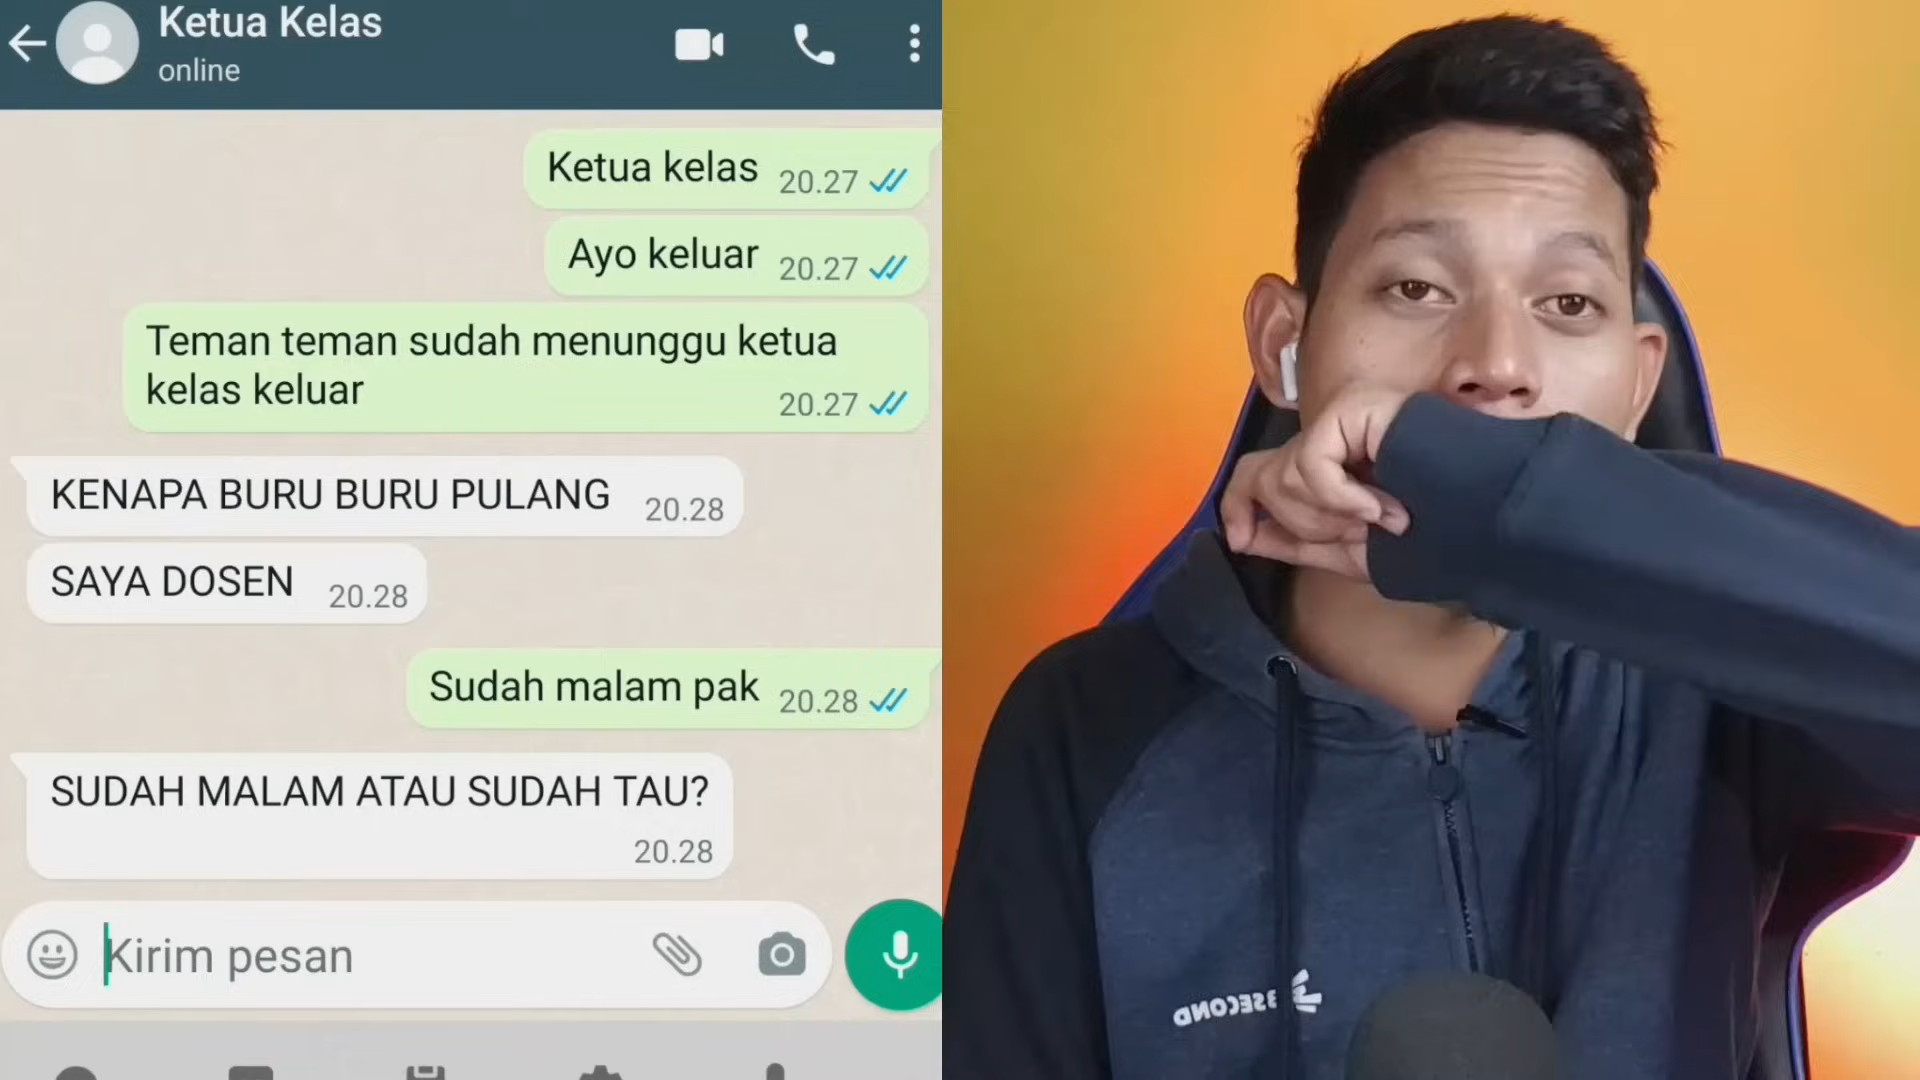 Ketua Kelas
online
Ketua kelas 20.27
Ayo keluar 20.27
Teman teman sudah menunggu ketua
kelas keluar 20.27
KENAPA BURU BURU PULANG 20.28
SAYA DOSEN 20.28
Sudah malam pak 20.28
SUDAH MALAM ATAU SUDAH TAU?
20.28
Kirim pesan
3SECOND